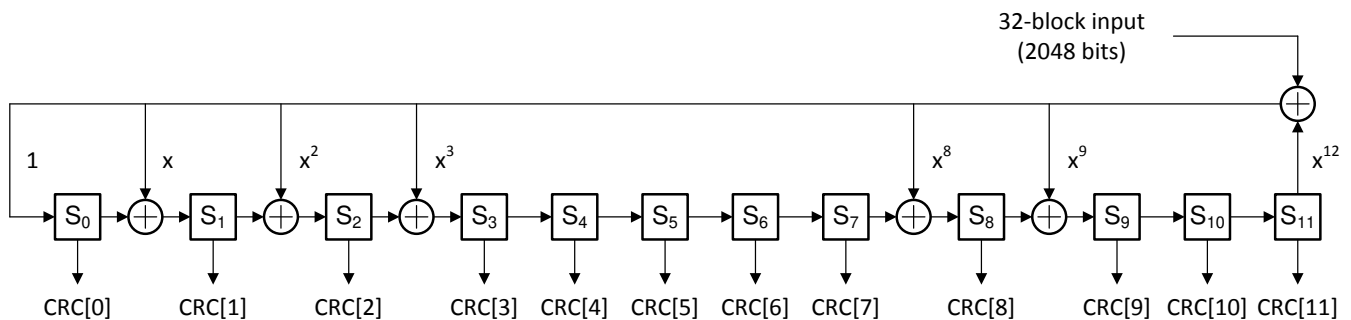 32-block input
(2048 bits)
1 x x² x³ x⁸ x⁹ x¹²
S₀ S₁ S₂ S₃ S₄ S₅ S₆ S₇ S₈ S₉ S₁₀ S₁₁
CRC[0] CRC[1] CRC[2] CRC[3] CRC[4] CRC[5] CRC[6] CRC[7] CRC[8] CRC[9] CRC[10] CRC[11]